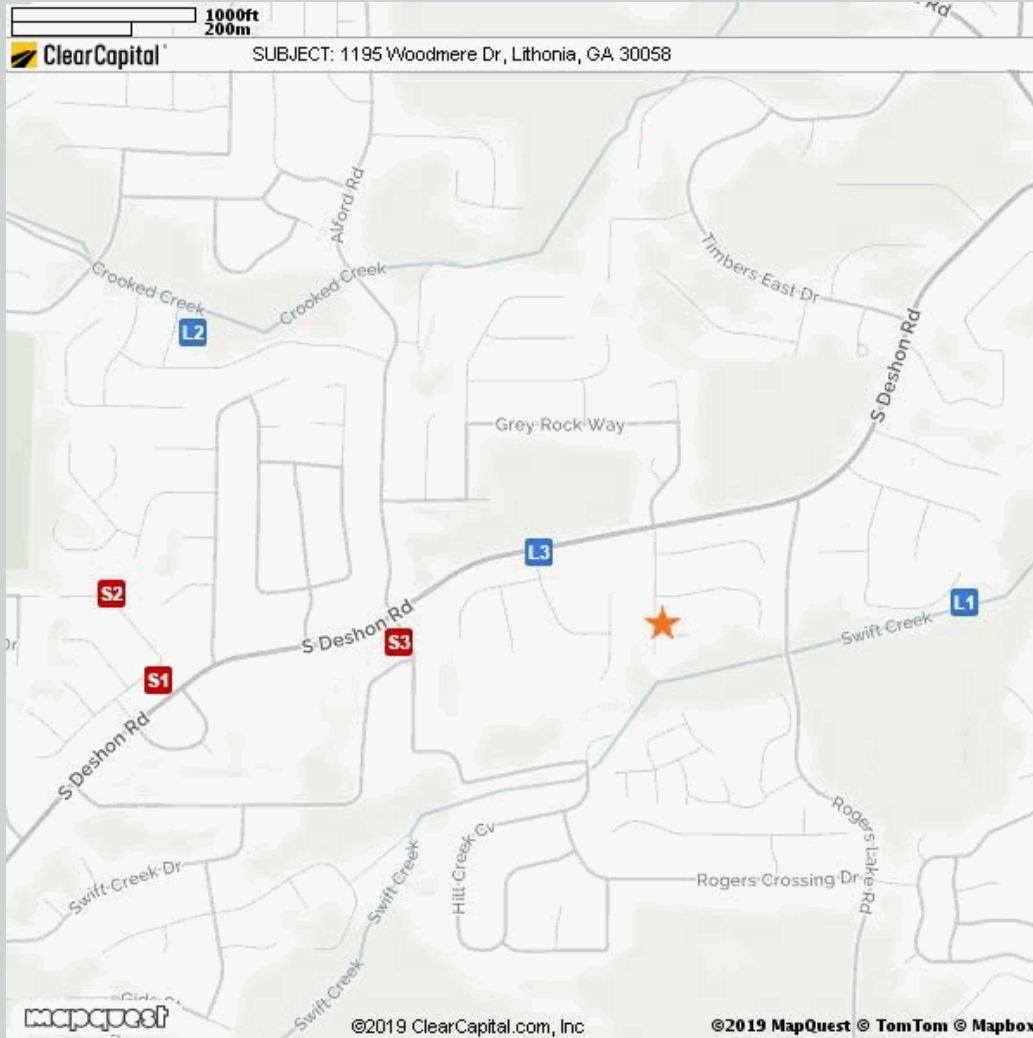 1000ft
200m
Rd
ClearCapital
SUBJECT: 1195 Woodmere Dr, Lithonia, GA 30058
Alford Rd
Crooked Creek
Crooked Creek
L2
Timbers East Dr
S Deshon Rd
Grey Rock Way
L3
S2
L1
S Deshon Rd
S3
Swift Creek
Dr
S1
S Deshon Rd
Rogers Lake Rd
Hill Creek Cv
Swift Creek Dr
Swift Creek
Rogers Crossing Dr
Swift Creek
mapquest
©2019 ClearCapital.com, Inc
©2019 MapQuest © TomTom © Mapbox